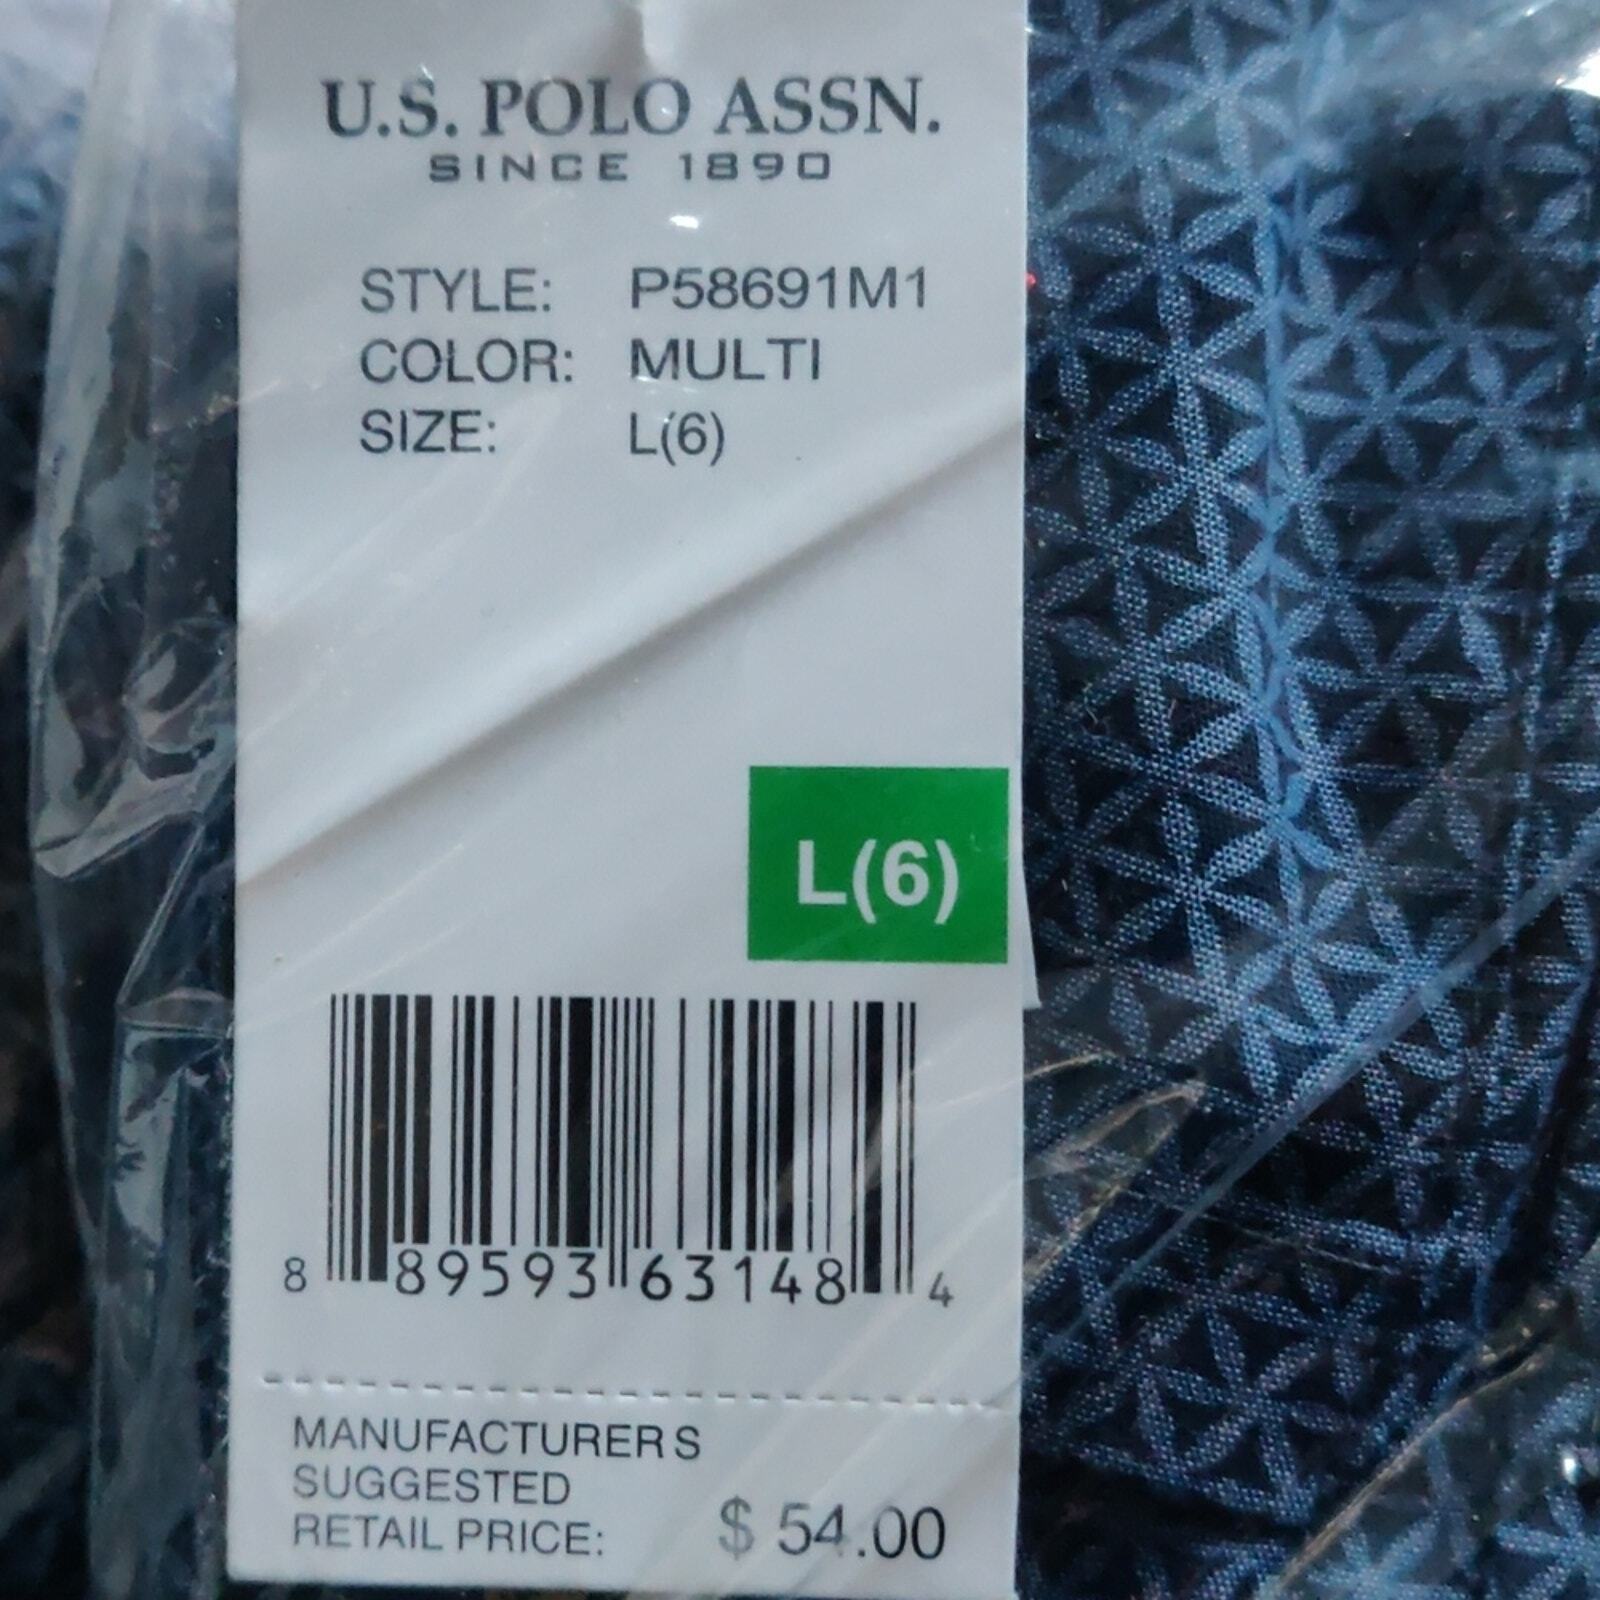 U.S. POLO ASSN.
SINCE 1890
STYLE: P58691M1
COLOR: MULTI
SIZE: L(6)
L(6)
8 89593 63148 4
MANUFACTURERS
SUGGESTED
RETAIL PRICE: $ 54.00